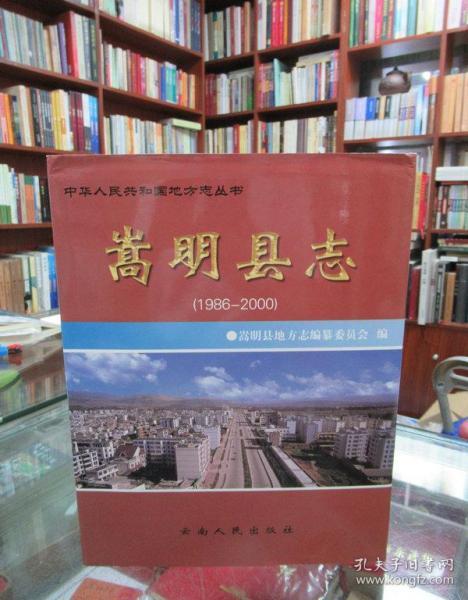 中华人民共和国地方志丛书
嵩明县志
(1986-2000)
●嵩明县地方志编纂委员会 编
云南人民出版社
孔夫子旧书网
www.kongfz.com